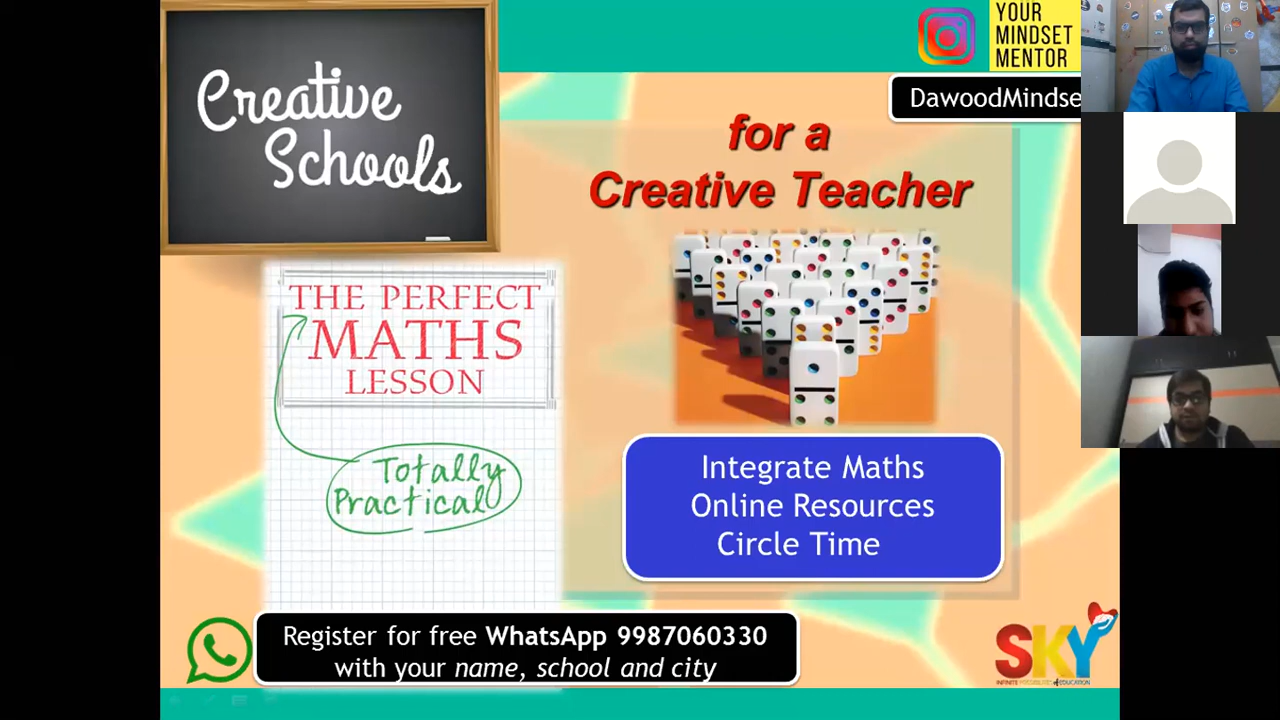 Creative
Schools
YOUR
MINDSET
MENTOR
DawoodMindse
for a
Creative Teacher
THE PERFECT
MATHS
LESSON
Totally
Practical
Integrate Maths
Online Resources
Circle Time
Register for free WhatsApp 9987060330
with your name, school and city
SKY